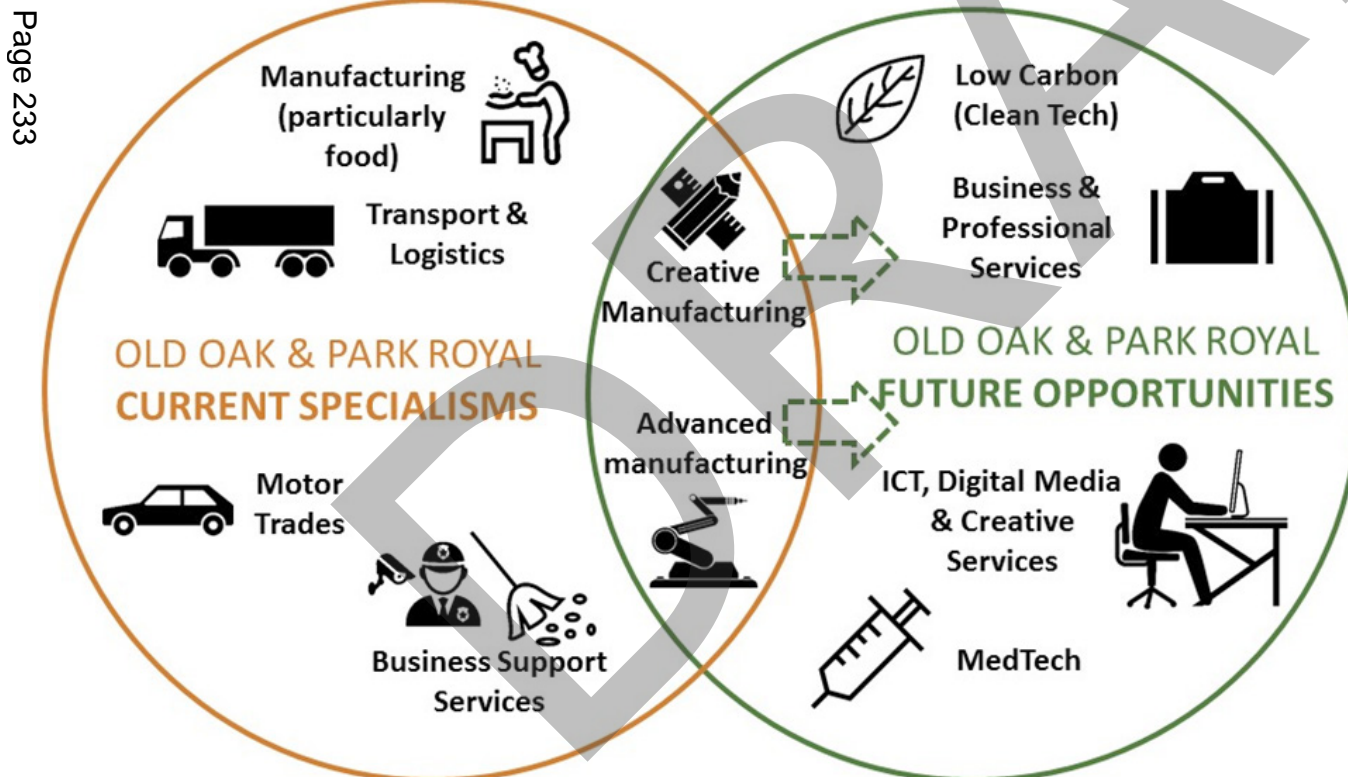 Page 233
Manufacturing
(particularly
food)
Transport &
Logistics
OLD OAK & PARK ROYAL
CURRENT SPECIALISMS
Motor
Trades
Business Support
Services
Creative
Manufacturing
Advanced
manufacturing
Low Carbon
(Clean Tech)
Business &
Professional
Services
OLD OAK & PARK ROYAL
FUTURE OPPORTUNITIES
ICT, Digital Media
& Creative
Services
MedTech
DRA